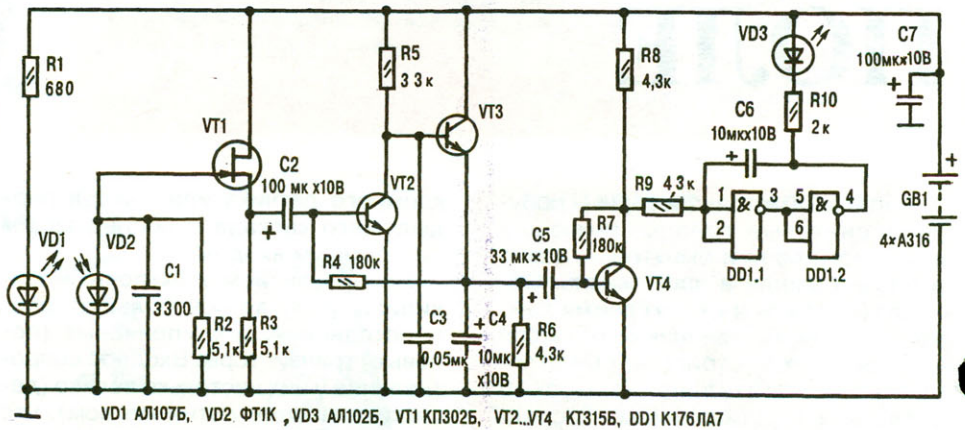 R1
680
VD1
VD2
C1
3300
VT1
R2
5,1к
R3
5,1к
C2
100 мк х10В
+
R4 180к
R5
33к
VT2
VT3
C3
0,05мк
+ C4
10мк
х10В
C5
33 мк×10В
+
R6
4,3к
R7
180к
R8
4,3к
VT4
R9 4,3к
C6
10мкх10В
+
VD3
R10
2к
1
2
&
3
DD1.1
5
6
&
4
DD1.2
C7
100мк×10В
+
+
GB1
4×А316
VD1 АЛ107Б, VD2 ФТ1К , VD3 АЛ102Б, VT1 КП302Б, VT2...VT4 КТ315Б, DD1 К176ЛА7